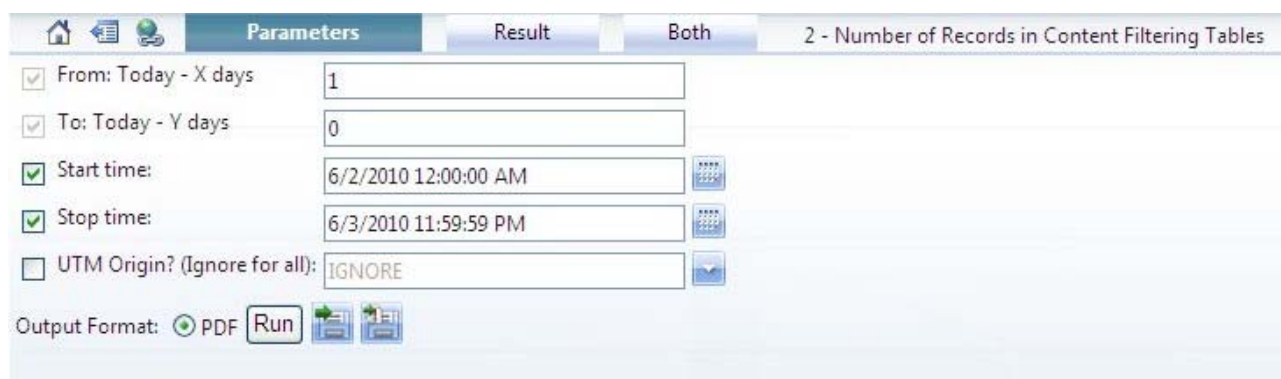 Parameters Result Both 2 - Number of Records in Content Filtering Tables
From: Today - X days 1
To: Today - Y days 0
Start time: 6/2/2010 12:00:00 AM
Stop time: 6/3/2010 11:59:59 PM
UTM Origin? (Ignore for all): IGNORE
Output Format: PDF Run